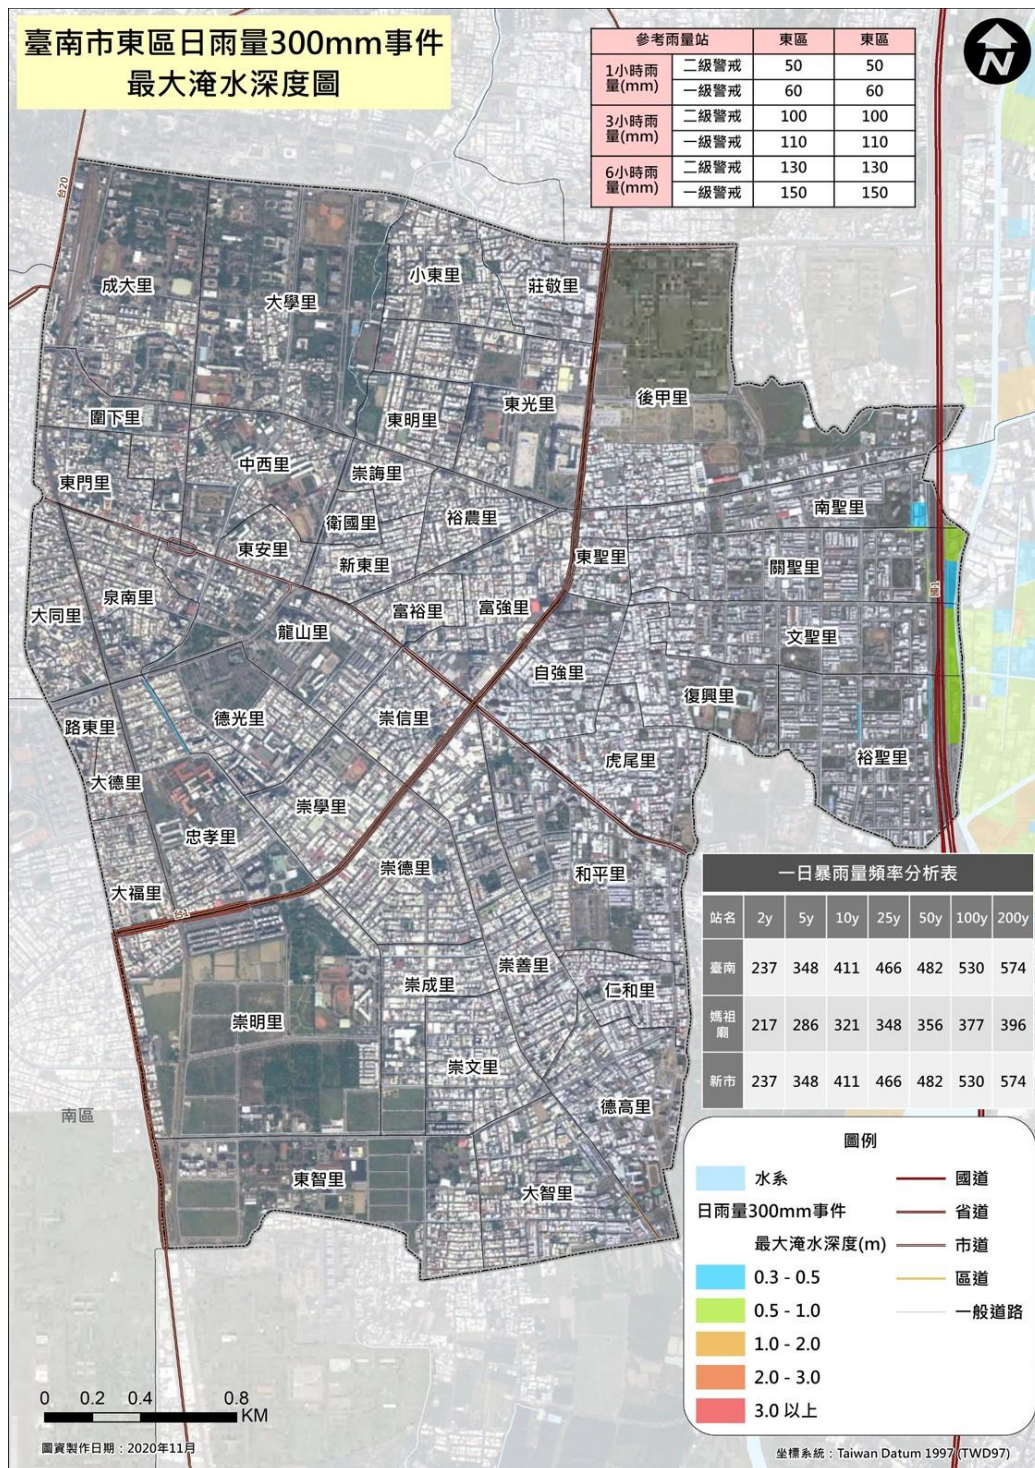 臺南市東區日雨量300mm事件
最大淹水深度圖
參考雨量站 東區 東區
1小時雨量(mm) 二級警戒 50 50
一級警戒 60 60
3小時雨量(mm) 二級警戒 100 100
一級警戒 110 110
6小時雨量(mm) 二級警戒 130 130
一級警戒 150 150
N
台20
成大里
大學里
小東里
莊敬里
圍下里
東明里
東光里
後甲里
東門里
中西里
崇誨里
衛國里
裕農里
南聖里
東安里
新東里
東聖里
關聖里
國1
大同里
泉南里
龍山里
富裕里
富強里
文聖里
自強里
復興里
路東里
德光里
崇信里
虎尾里
裕聖里
大德里
崇學里
忠孝里
崇德里
和平里
大福里
台1
崇善里
崇成里
仁和里
崇明里
崇文里
德高里
南區
東智里
大智里
一日暴雨量頻率分析表
站名 2y 5y 10y 25y 50y 100y 200y
臺南 237 348 411 466 482 530 574
媽祖廟 217 286 321 348 356 377 396
新市 237 348 411 466 482 530 574
圖例
水系
日雨量300mm事件
最大淹水深度(m)
0.3 - 0.5
0.5 - 1.0
1.0 - 2.0
2.0 - 3.0
3.0 以上
國道
省道
市道
區道
一般道路
0 0.2 0.4 0.8
KM
圖資製作日期：2020年11月
坐標系統：Taiwan Datum 1997 (TWD97)